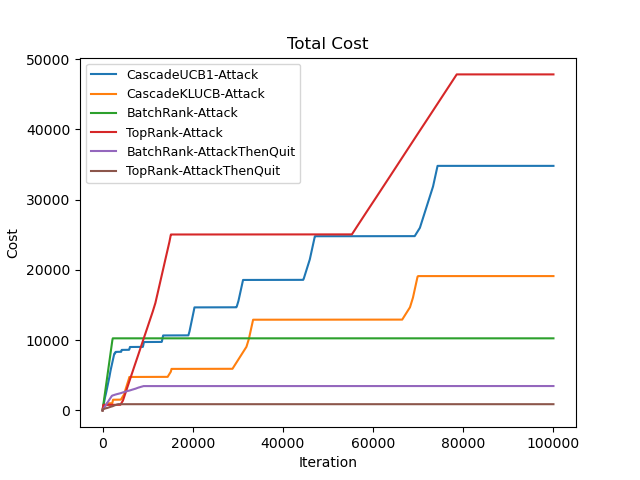 Total Cost
50000
40000
30000
20000
10000
0
Cost
CascadeUCB1-Attack
CascadeKLUCB-Attack
BatchRank-Attack
TopRank-Attack
BatchRank-AttackThenQuit
TopRank-AttackThenQuit
0 20000 40000 60000 80000 100000
Iteration